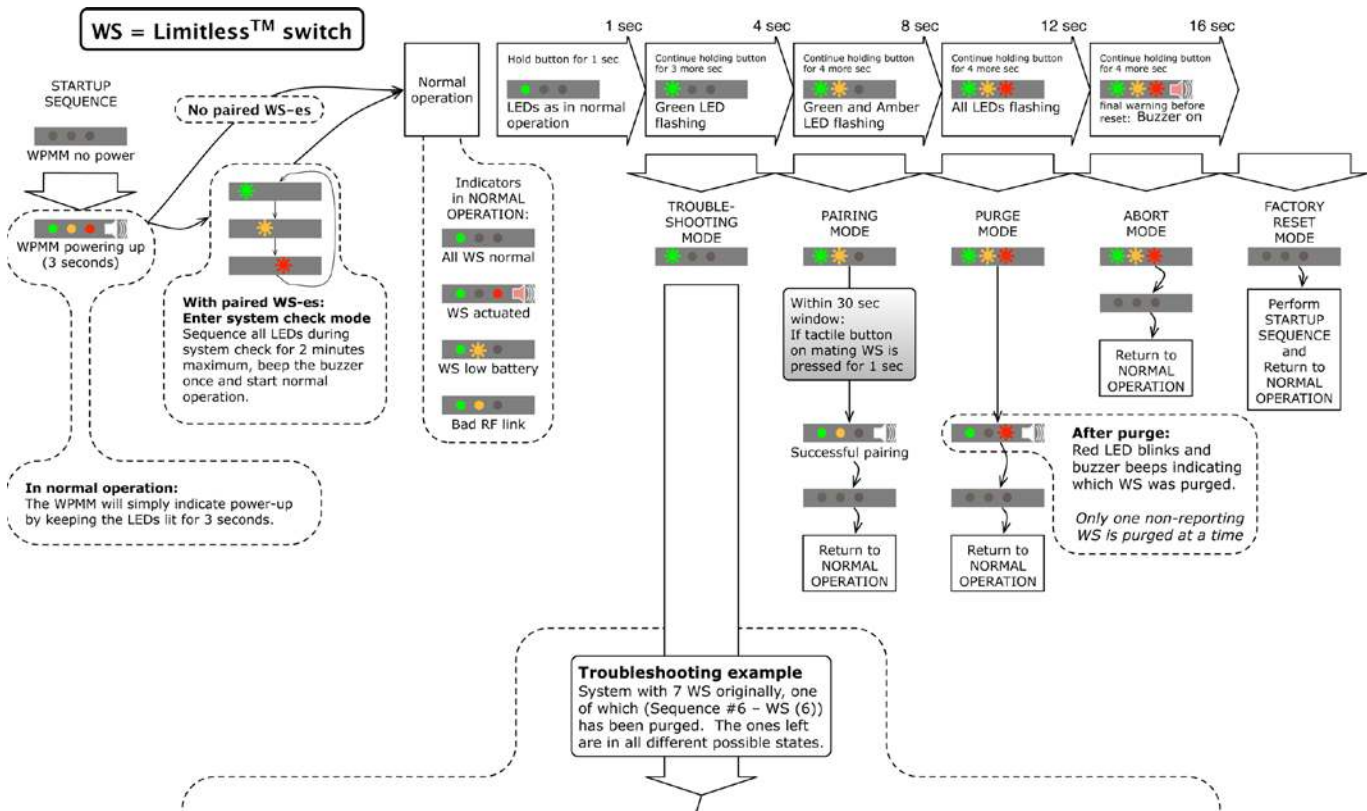 WS = Limitless™ switch
STARTUP
SEQUENCE
WPMM no power
WPMM powering up
(3 seconds)
No paired WS-es
With paired WS-es:
Enter system check mode
Sequence all LEDs during
system check for 2 minutes
maximum, beep the buzzer
once and start normal
operation.
In normal operation:
The WPMM will simply indicate power-up
by keeping the LEDs lit for 3 seconds.
Normal
operation
Indicators
in NORMAL
OPERATION:
All WS normal
WS actuated
WS low battery
Bad RF link
1 sec
4 sec
8 sec
12 sec
16 sec
Hold button for 1 sec
LEDs as in normal
operation
Continue holding button
for 3 more sec
Green LED
flashing
Continue holding button
for 4 more sec
Green and Amber
LED flashing
Continue holding button
for 4 more sec
All LEDs flashing
Continue holding button
for 4 more sec
final warning before
reset: Buzzer on
TROUBLE-
SHOOTING
MODE
PAIRING
MODE
Within 30 sec
window:
If tactile button
on mating WS is
pressed for 1 sec
Successful pairing
Return to
NORMAL
OPERATION
PURGE
MODE
Return to
NORMAL
OPERATION
After purge:
Red LED blinks and
buzzer beeps indicating
which WS was purged.
Only one non-reporting
WS is purged at a time
ABORT
MODE
Return to
NORMAL
OPERATION
FACTORY
RESET
MODE
Perform
STARTUP
SEQUENCE
and
Return to
NORMAL
OPERATION
Troubleshooting example
System with 7 WS originally, one
of which (Sequence #6 – WS (6))
has been purged. The ones left
are in all different possible states.